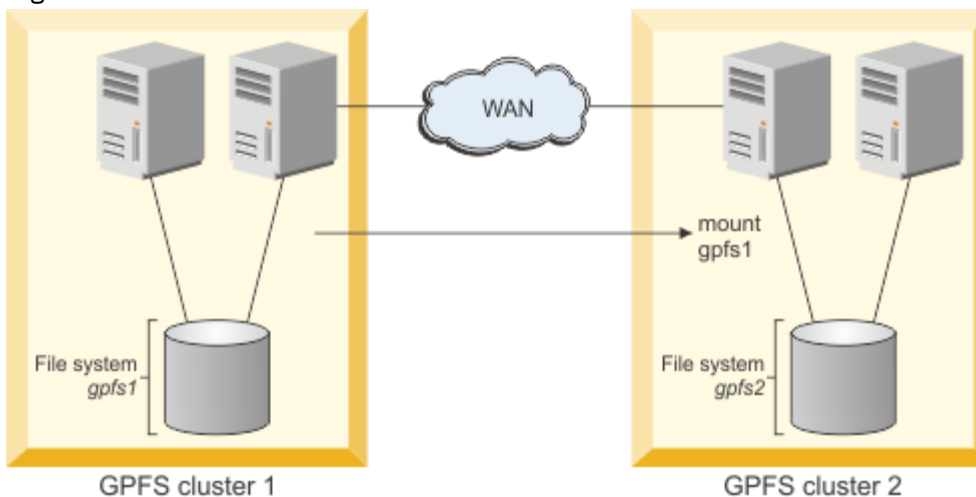 WAN
mount
gpfs1
File system
gpfs1
File system
gpfs2
GPFS cluster 1
GPFS cluster 2